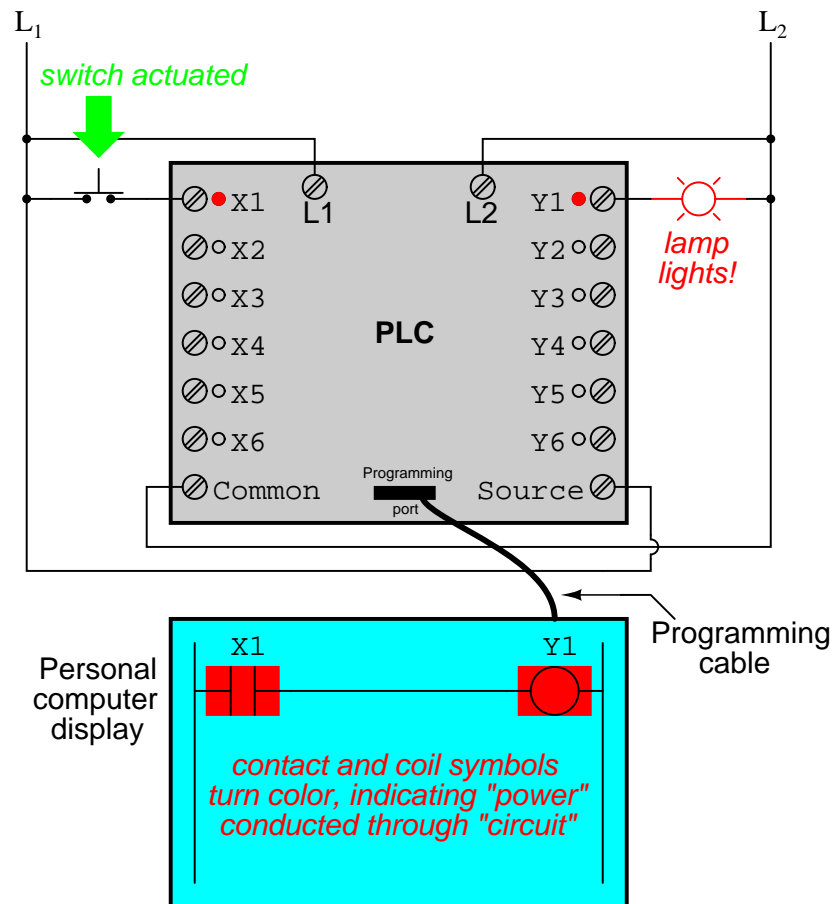 L1
L2
switch actuated
X1
L1
L2
Y1
X2
Y2
lamp
lights!
X3
Y3
PLC
X4
Y4
X5
Y5
X6
Y6
Common
Programming
port
Source
X1
Y1
Programming
cable
Personal
computer
display
contact and coil symbols
turn color, indicating "power"
conducted through "circuit"